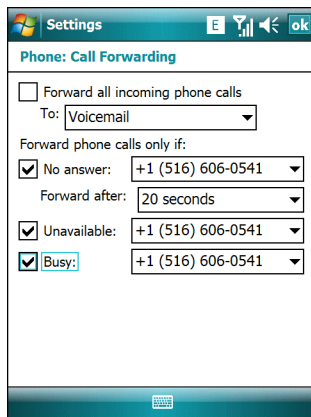 Settings
E
ok
Phone: Call Forwarding
Forward all incoming phone calls
To: Voicemail
Forward phone calls only if:
No answer: +1 (516) 606-0541
Forward after: 20 seconds
Unavailable: +1 (516) 606-0541
Busy: +1 (516) 606-0541